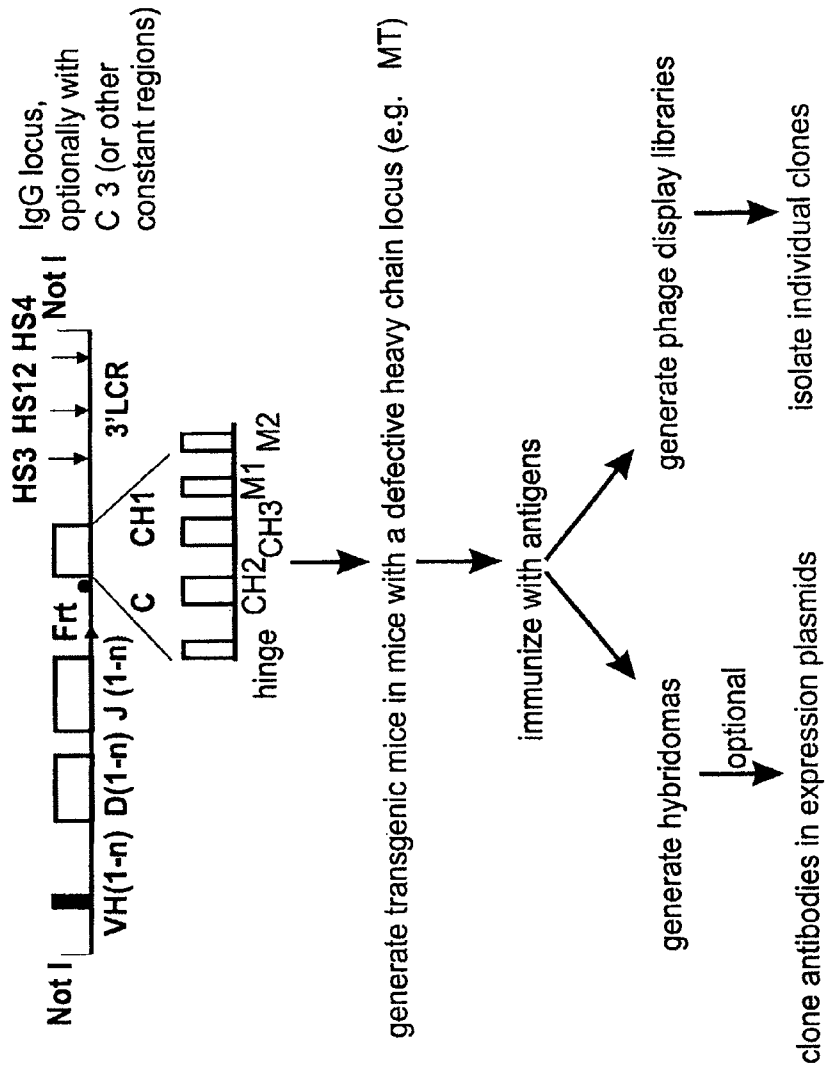 HS3 HS12 HS4
IgG locus,
optionally with
C 3 (or other
constant regions)
Not I
Not I
Frt
VH(1-n) D(1-n) J (1-n)
3'LCR
C
CH1
hinge
CH2
CH3
M1
M2
generate transgenic mice in mice with a defective heavy chain locus (e.g. MT)
immunize with antigens
generate hybridomas
generate phage display libraries
optional
clone antibodies in expression plasmids
isolate individual clones